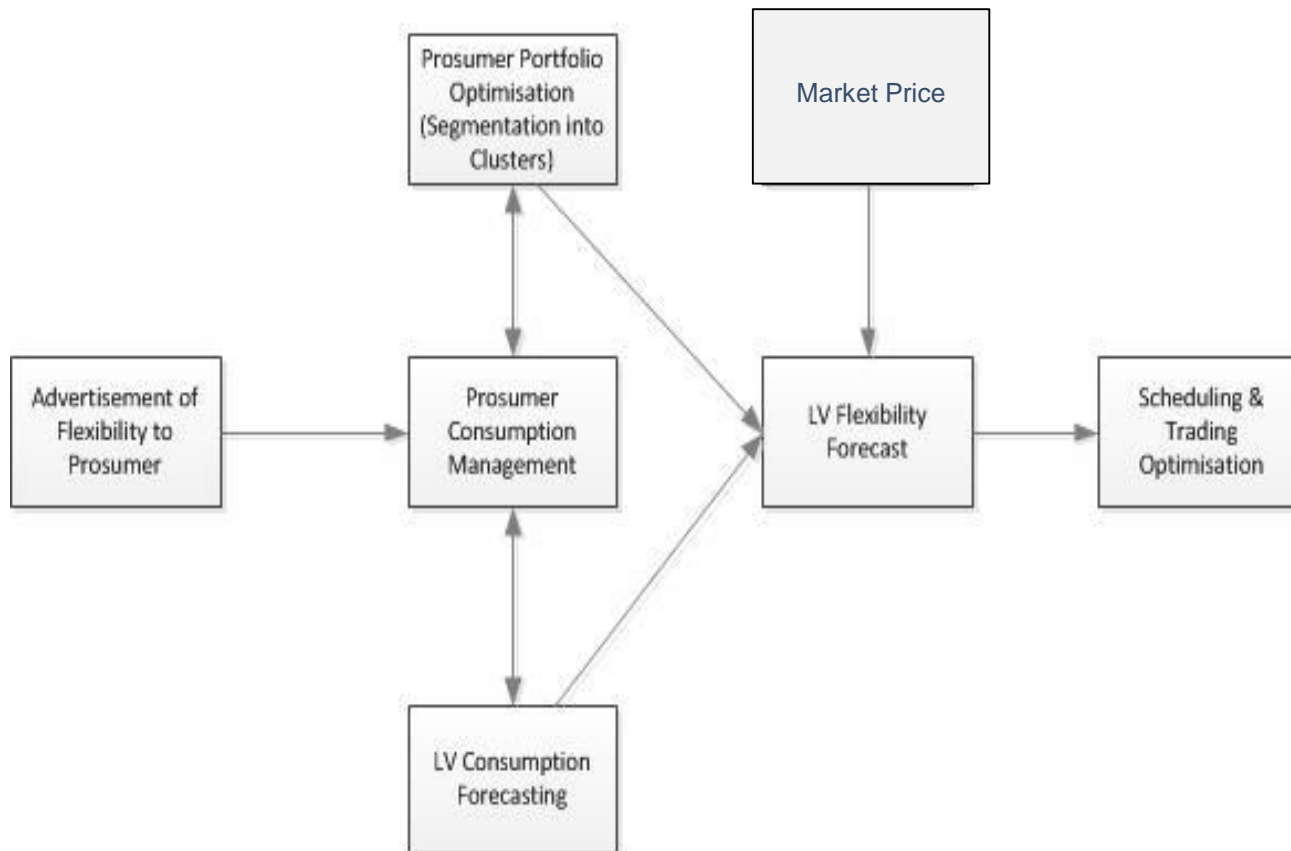 Prosumer Portfolio
Optimisation
(Segmentation into
Clusters)
Market Price
Advertisement of
Flexibility to
Prosumer
Prosumer
Consumption
Management
LV Flexibility
Forecast
Scheduling &
Trading
Optimisation
LV Consumption
Forecasting